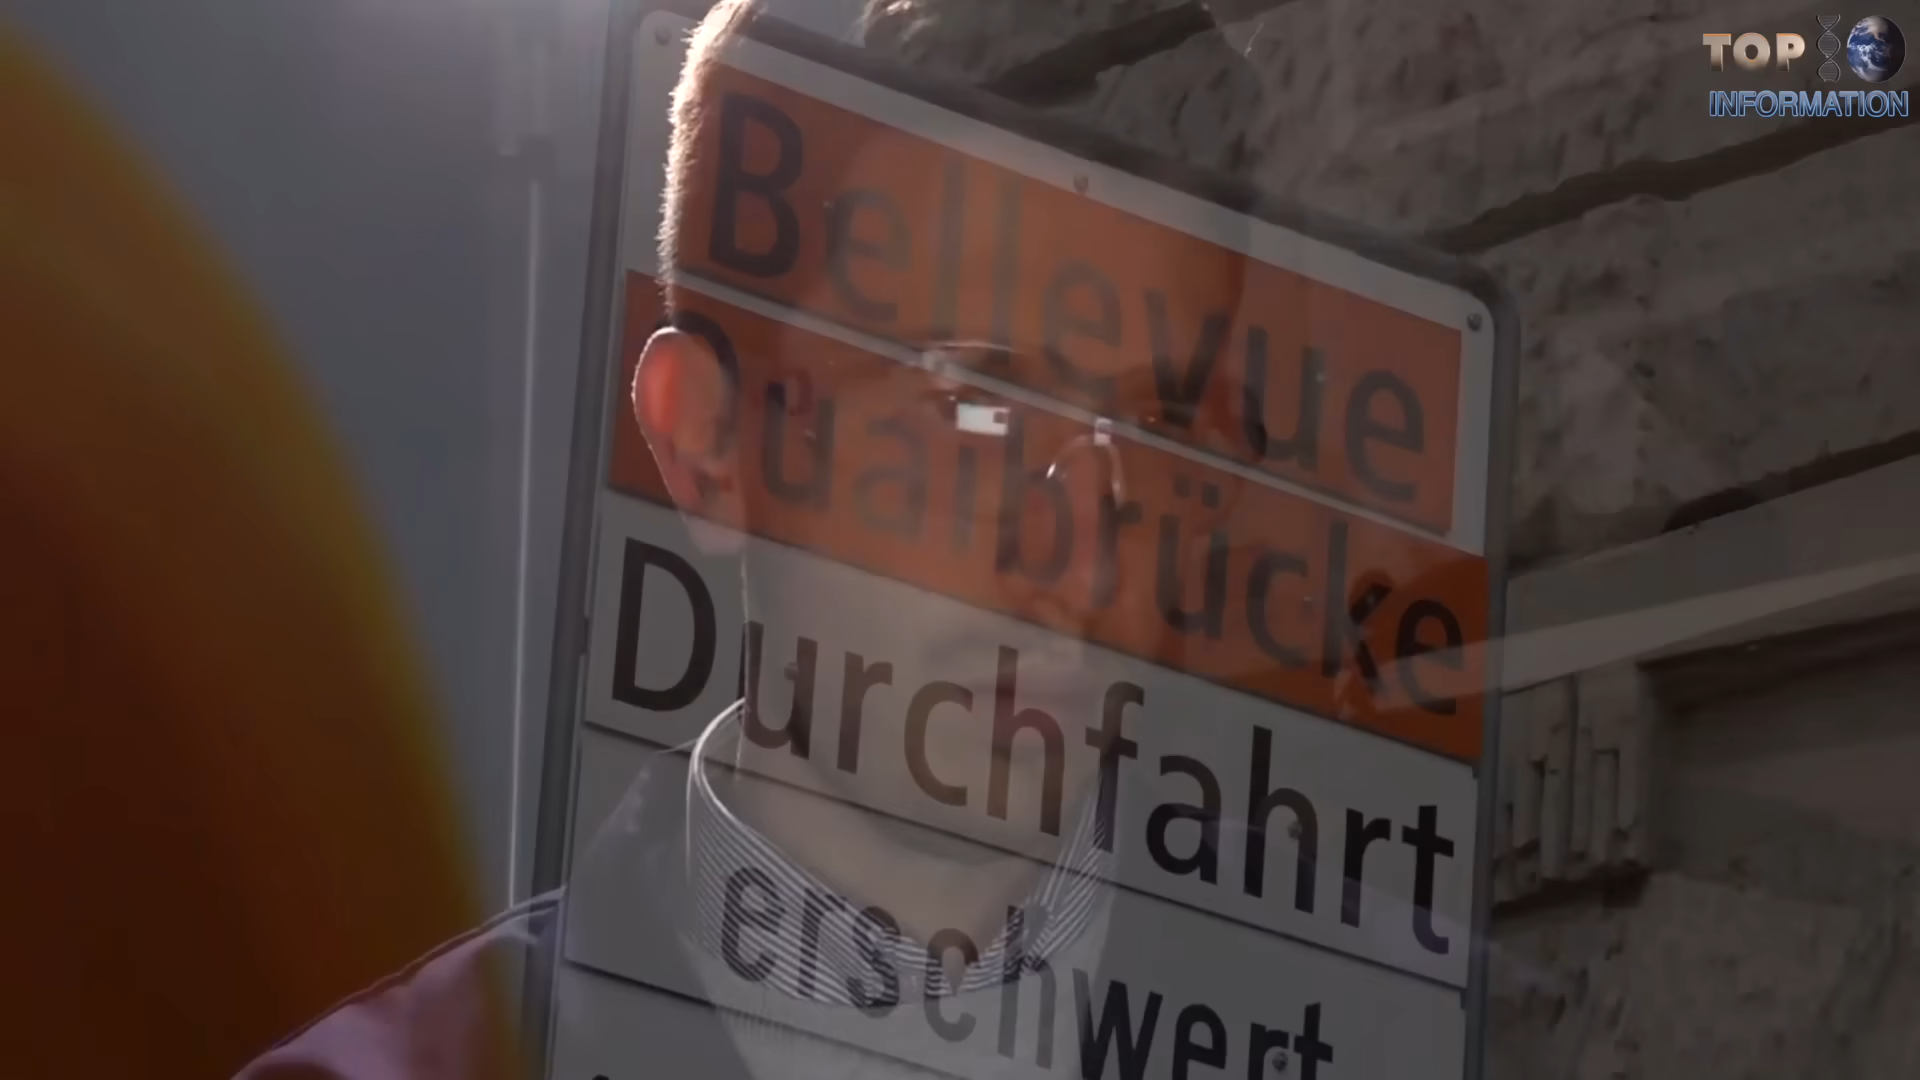 TOP
INFORMATION
Bellevue
Quaibrücke
Durchfahrt
erschwert